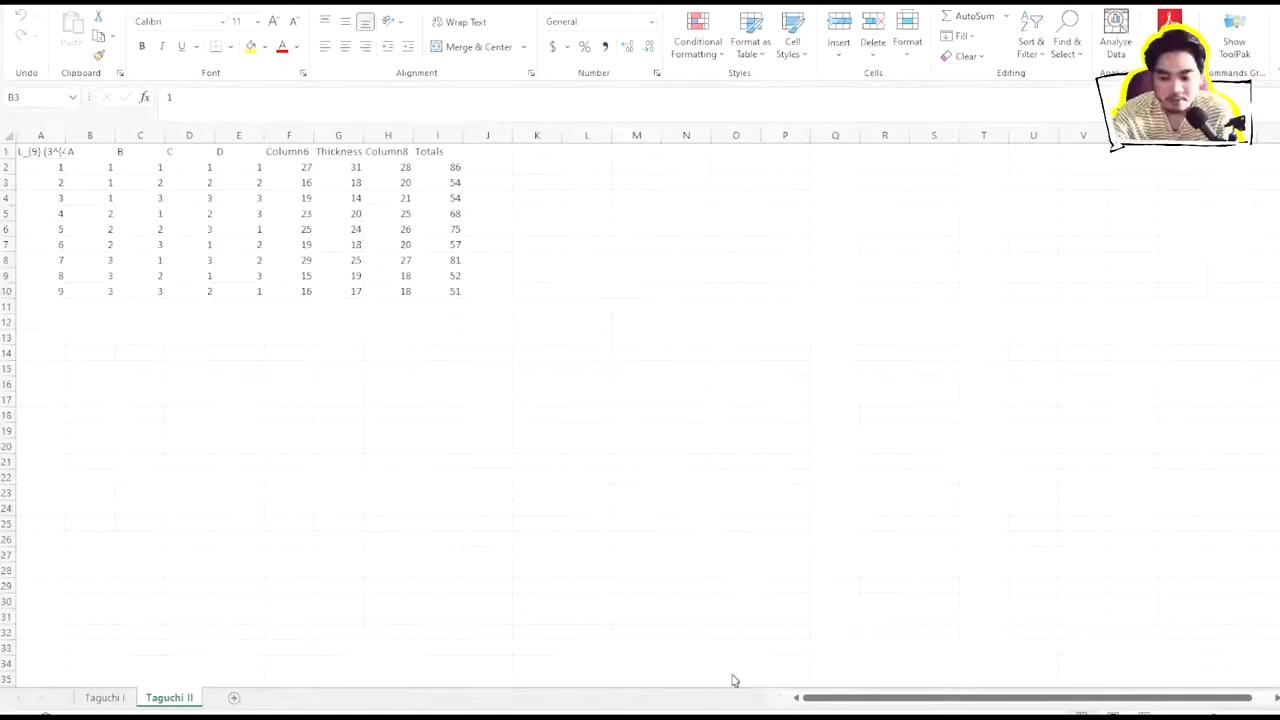 Calibri 11 Wrap Text General AutoSum
Paste B I U Merge & Center $ % , Conditional Formatting Format as Table Cell Styles Insert Delete Format Fill Clear Sort & Filter Find & Select Analyze Data Show ToolPak
Undo Clipboard Font Alignment Number Styles Cells Editing Commands Gr...
B3 fx 1
A B C D E F G H I J K L M N O P Q R S T U V
1 L_{9} (3^{4 A B C D Column6 Thickness Column8 Totals
2 1 1 1 1 1 27 31 28 86
3 2 1 2 2 2 16 18 20 54
4 3 1 3 3 3 19 14 21 54
5 4 2 1 2 3 23 20 25 68
6 5 2 2 3 1 25 24 26 75
7 6 2 3 1 2 19 18 20 57
8 7 3 1 3 2 29 25 27 81
9 8 3 2 1 3 15 19 18 52
10 9 3 3 2 1 16 17 18 51
11
12
13
14
15
16
17
18
19
20
21
22
23
24
25
26
27
28
29
30
31
32
33
34
35
Taguchi I Taguchi II